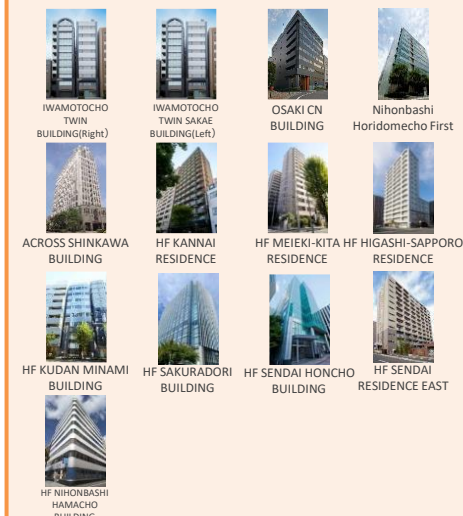 IWAMOTOCHO
TWIN
BUILDING(Right）
IWAMOTOCHO
TWIN SAKAE
BUILDING(Left）
OSAKI CN
BUILDING
Nihonbashi
Horidomecho First
ACROSS SHINKAWA
BUILDING
HF KANNAI
RESIDENCE
HF MEIEKI-KITA
RESIDENCE
HF HIGASHI-SAPPORO
RESIDENCE
HF KUDAN MINAMI
BUILDING
HF SAKURADORI
BUILDING
HF SENDAI HONCHO
BUILDING
HF SENDAI
RESIDENCE EAST
HF NIHONBASHI
HAMACHO
BUILDING